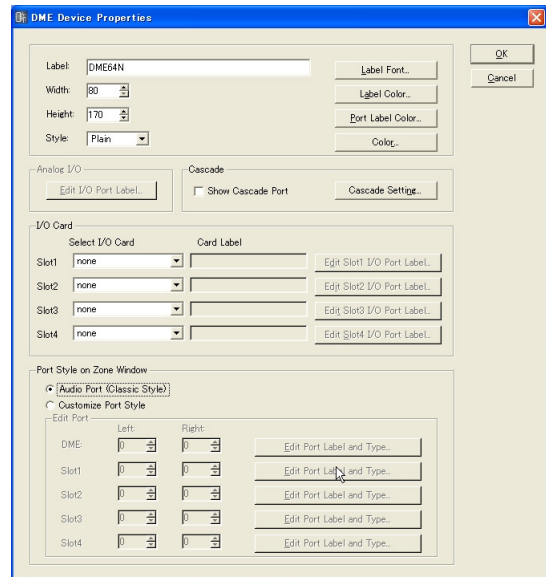 DME Device Properties
Label: DME64N Label Font... OK
Width: 80 Label Color... Cancel
Height: 170 Port Label Color...
Style: Plain Color...
Analog I/O Cascade
Edit I/O Port Label... Show Cascade Port Cascade Setting...
I/O Card
Select I/O Card Card Label
Slot1 none Edit Slot1 I/O Port Label...
Slot2 none Edit Slot2 I/O Port Label...
Slot3 none Edit Slot3 I/O Port Label...
Slot4 none Edit Slot4 I/O Port Label...
Port Style on Zone Window
Audio Port (Classic Style)
Customize Port Style
Edit Port
Left: Right:
DME: 0 0 Edit Port Label and Type...
Slot1 0 0 Edit Port Label and Type...
Slot2 0 0 Edit Port Label and Type...
Slot3 0 0 Edit Port Label and Type...
Slot4 0 0 Edit Port Label and Type...